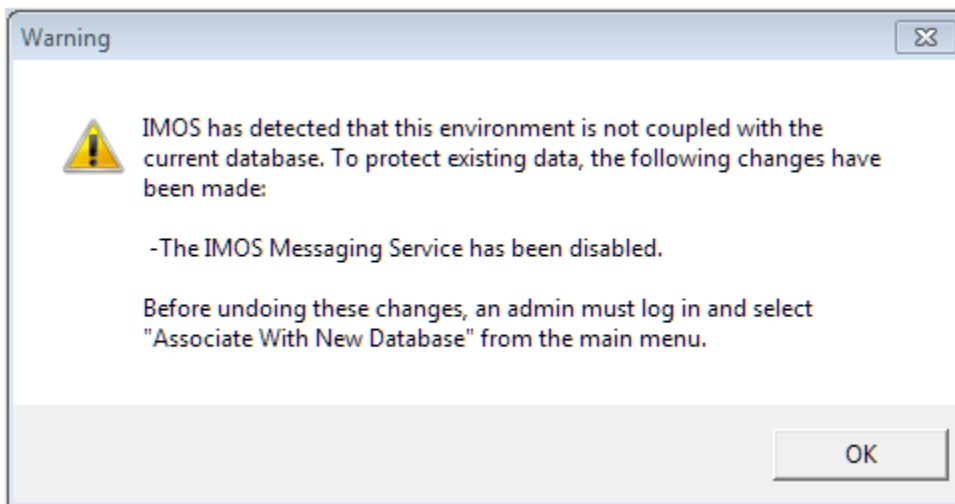 Warning
IMOS has detected that this environment is not coupled with the
current database. To protect existing data, the following changes have
been made:
-The IMOS Messaging Service has been disabled.
Before undoing these changes, an admin must log in and select
"Associate With New Database" from the main menu.
OK